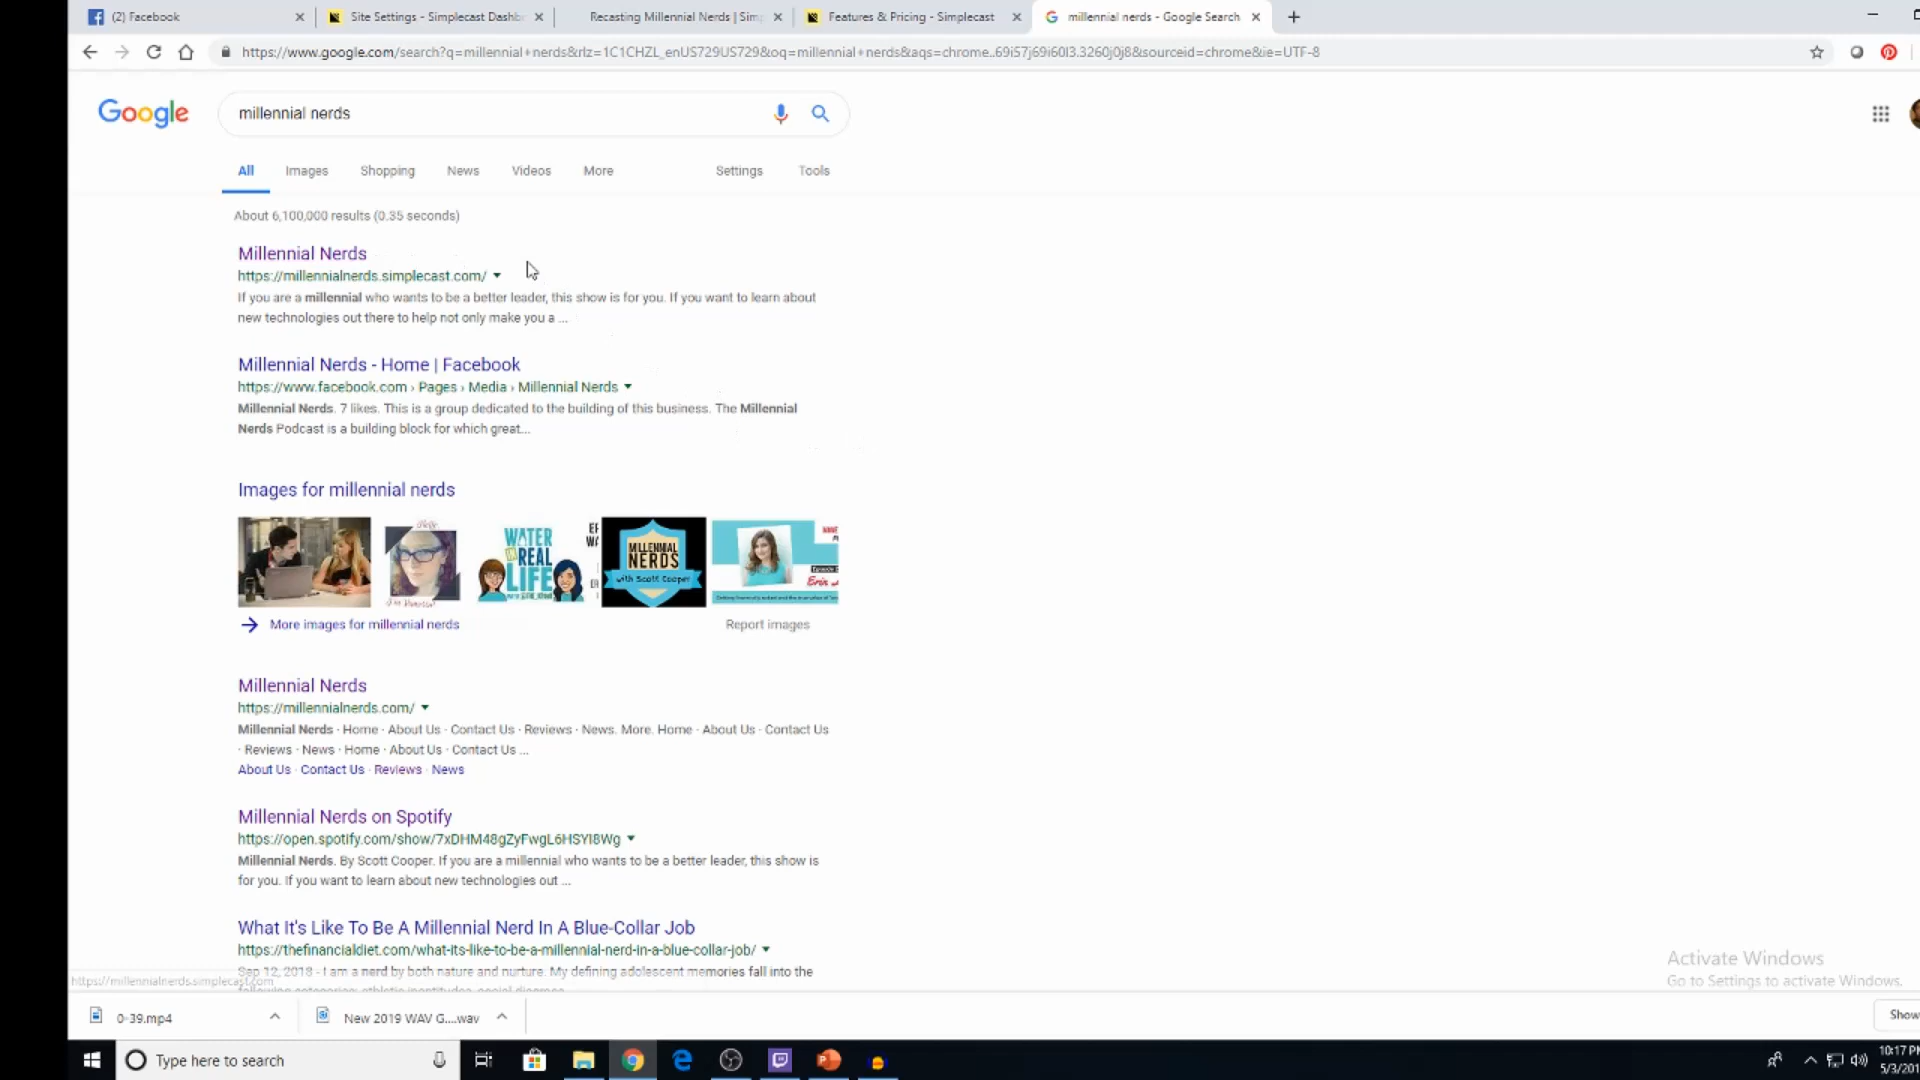 (2) Facebook
Site Settings - Simplecast Dashb
Recasting Millennial Nerds | Sim
Features & Pricing - Simplecast
millennial nerds - Google Search
https://www.google.com/search?q=millennial+nerds&rlz=1C1CHZL_enUS729US729&oq=millennial+nerds&aqs=chrome..69i57j69i60l3.3260j0j8&sourceid=chrome&ie=UTF-8
Google
millennial nerds
All Images Shopping News Videos More Settings Tools
About 6,100,000 results (0.35 seconds)
Millennial Nerds
https://millennialnerds.simplecast.com/
If you are a millennial who wants to be a better leader, this show is for you. If you want to learn about
new technologies out there to help not only make you a ...
Millennial Nerds - Home | Facebook
https://www.facebook.com › Pages › Media › Millennial Nerds
Millennial Nerds. 7 likes. This is a group dedicated to the building of this business. The Millennial
Nerds Podcast is a building block for which great...
Images for millennial nerds
WATER
IN REAL
LIFE
MILLENNIAL
NERDS
with Scott Cooper
More images for millennial nerds
Report images
Millennial Nerds
https://millennialnerds.com/
Millennial Nerds · Home · About Us · Contact Us · Reviews · News. More. Home · About Us · Contact Us
· Reviews · News · Home · About Us · Contact Us ...
About Us · Contact Us · Reviews · News
Millennial Nerds on Spotify
https://open.spotify.com/show/7xDHM48gZyFwgL6HSYI8Wg
Millennial Nerds. By Scott Cooper. If you are a millennial who wants to be a better leader, this show is
for you. If you want to learn about new technologies out ...
What It's Like To Be A Millennial Nerd In A Blue-Collar Job
https://thefinancialdiet.com/what-its-like-to-be-a-millennial-nerd-in-a-blue-collar-job/
Sep 12, 2018 - I am a nerd by both nature and nurture. My defining adolescent memories fall into the
https://millennialnerds.simplecast.com
Activate Windows
Go to Settings to activate Windows.
0-39.mp4
New 2019 WAV G....wav
Show
Type here to search
10:17 PM
5/3/201